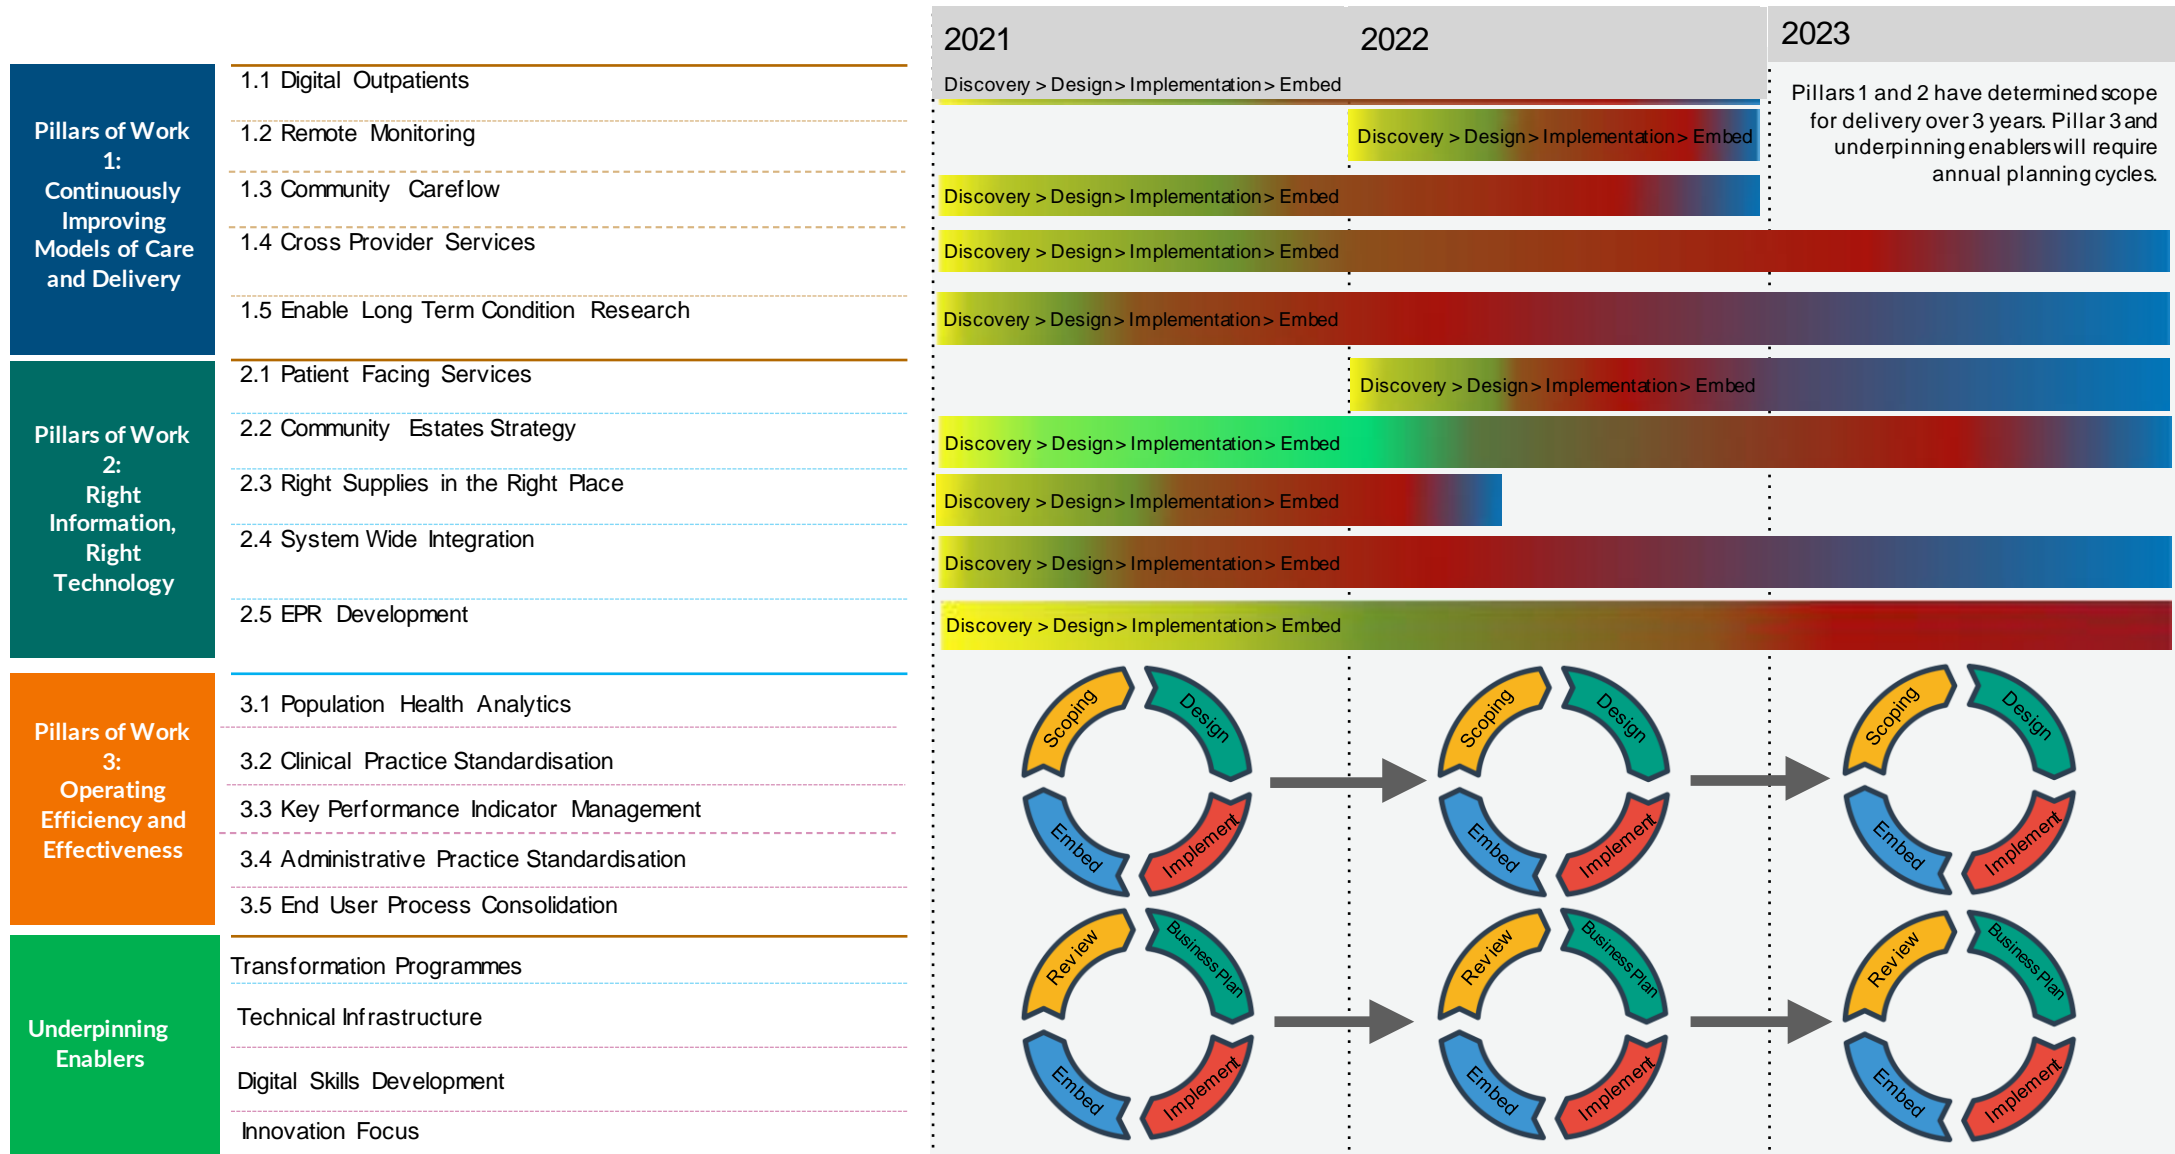 2021
2022
2023
Pillars of Work
1:
Continuously
Improving
Models of Care
and Delivery
1.1 Digital Outpatients
Discovery > Design > Implementation > Embed
1.2 Remote Monitoring
Discovery > Design > Implementation > Embed
1.3 Community Careflow
Discovery > Design > Implementation > Embed
1.4 Cross Provider Services
Discovery > Design > Implementation > Embed
1.5 Enable Long Term Condition Research
Discovery > Design > Implementation > Embed
Pillars 1 and 2 have determined scope
for delivery over 3 years. Pillar 3 and
underpinning enablers will require
annual planning cycles.
Pillars of Work
2:
Right
Information,
Right
Technology
2.1 Patient Facing Services
Discovery > Design > Implementation > Embed
2.2 Community Estates Strategy
Discovery > Design > Implementation > Embed
2.3 Right Supplies in the Right Place
Discovery > Design > Implementation > Embed
2.4 System Wide Integration
Discovery > Design > Implementation > Embed
2.5 EPR Development
Discovery > Design > Implementation > Embed
Pillars of Work
3:
Operating
Efficiency and
Effectiveness
3.1 Population Health Analytics
3.2 Clinical Practice Standardisation
3.3 Key Performance Indicator Management
3.4 Administrative Practice Standardisation
3.5 End User Process Consolidation
Scoping
Design
Implement
Embed
Scoping
Design
Implement
Embed
Scoping
Design
Implement
Embed
Underpinning
Enablers
Transformation Programmes
Technical Infrastructure
Digital Skills Development
Innovation Focus
Review
Business Plan
Implement
Embed
Review
Business Plan
Implement
Embed
Review
Business Plan
Implement
Embed